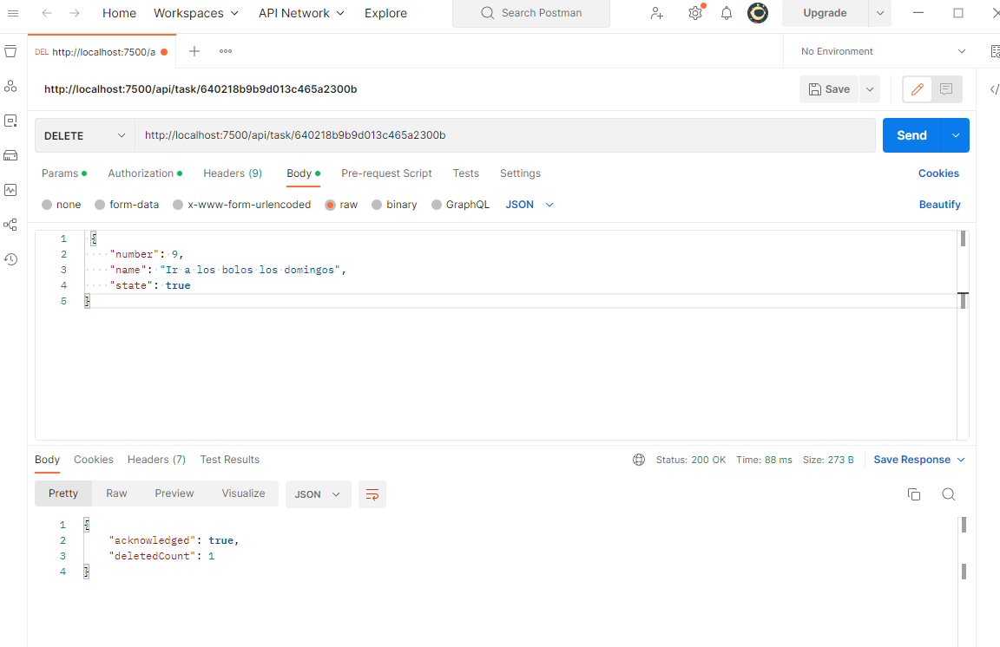 Home Workspaces API Network Explore Search Postman Upgrade
DEL http://localhost:7500/a No Environment
http://localhost:7500/api/task/640218b9b9d013c465a2300b Save
DELETE http://localhost:7500/api/task/640218b9b9d013c465a2300b Send
Params Authorization Headers (9) Body Pre-request Script Tests Settings Cookies
none form-data x-www-form-urlencoded raw binary GraphQL JSON Beautify
1 {
2 "number": 9,
3 "name": "Ir a los bolos los domingos",
4 "state": true
5 }
Body Cookies Headers (7) Test Results Status: 200 OK Time: 88 ms Size: 273 B Save Response
Pretty Raw Preview Visualize JSON
1 {
2 "acknowledged": true,
3 "deletedCount": 1
4 }